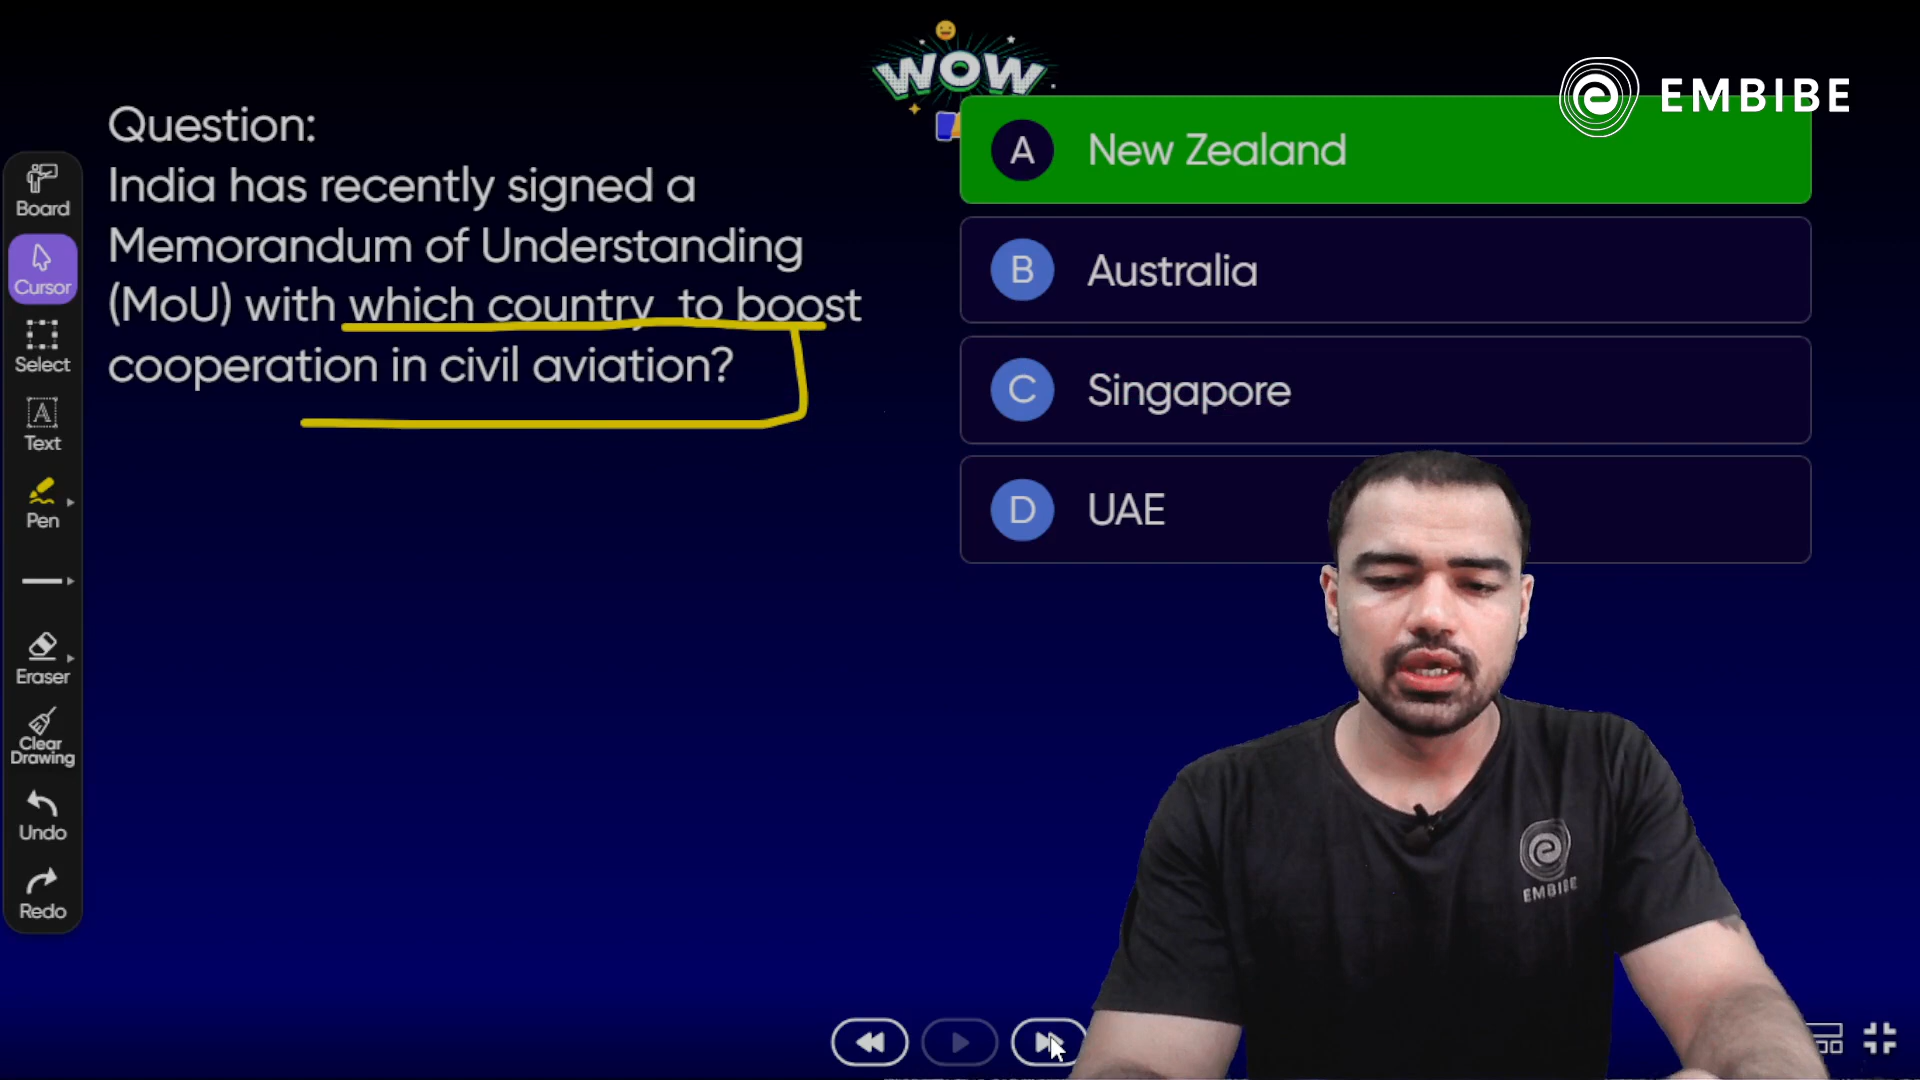 WOW
EMBIBE
Question:
India has recently signed a
Memorandum of Understanding
(MoU) with which country to boost
cooperation in civil aviation?
A New Zealand
B Australia
C Singapore
D UAE
Board
Cursor
Select
A
Text
Pen
Eraser
Clear
Drawing
Undo
Redo
EMBIBE